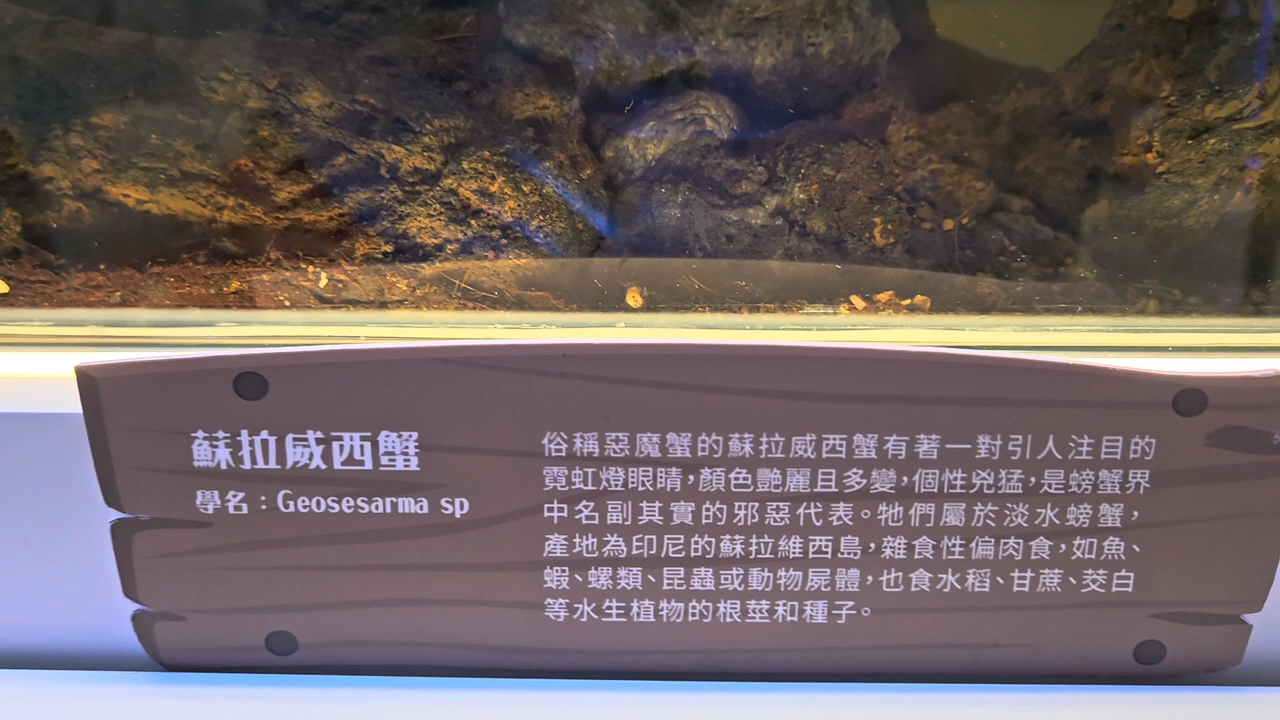 蘇拉威西蟹
學名：Geosesarma sp
俗稱惡魔蟹的蘇拉威西蟹有著一對引人注目的
霓虹燈眼睛，顏色艷麗且多變，個性兇猛，是螃蟹界
中名副其實的邪惡代表。牠們屬於淡水螃蟹，
產地為印尼的蘇拉維西島，雜食性偏肉食，如魚、
蝦、螺類、昆蟲或動物屍體，也食水稻、甘蔗、茭白
等水生植物的根莖和種子。